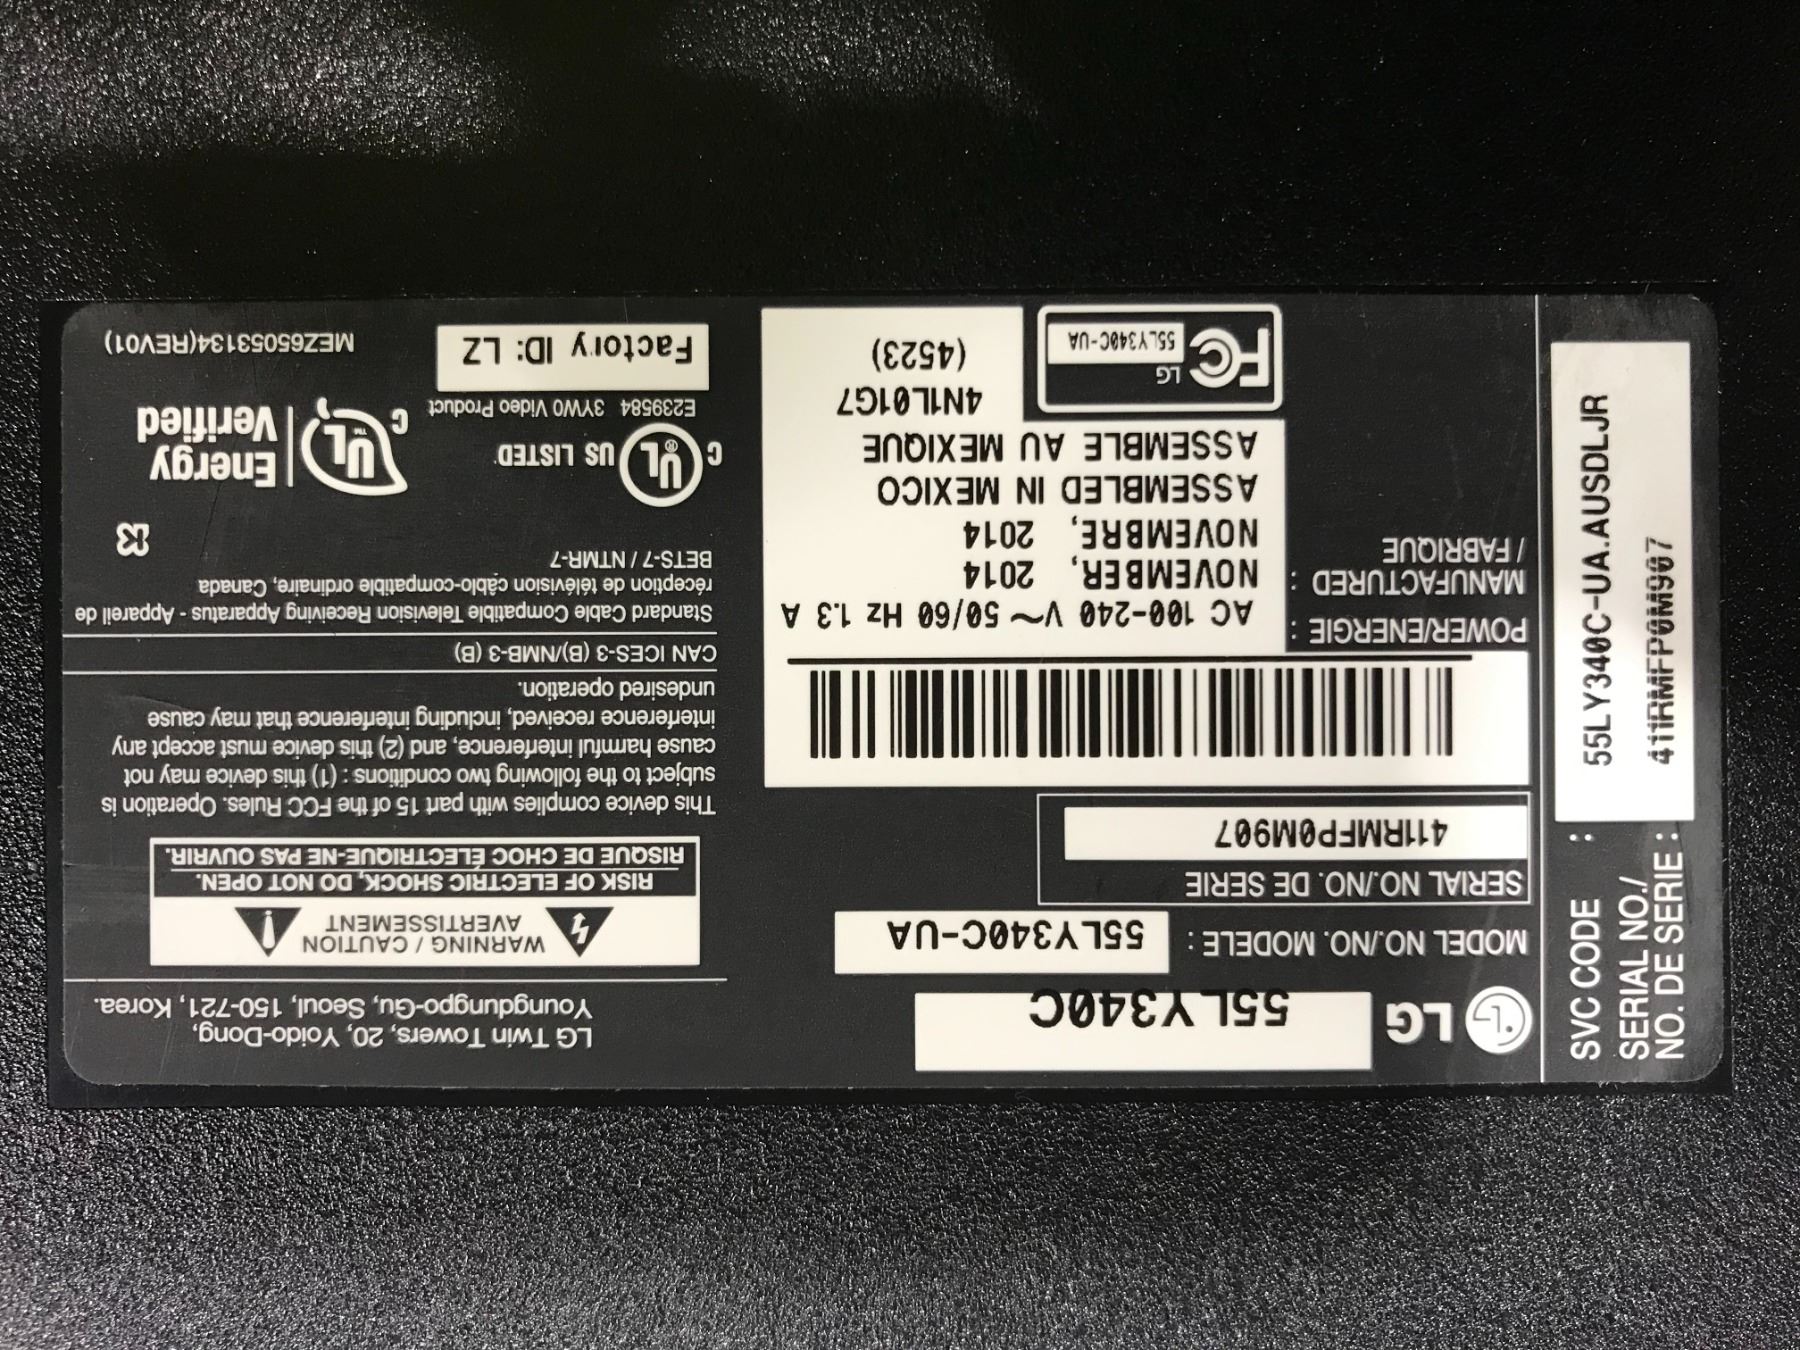 LG 55LY340C
MODEL NO./NO. MODELE : 55LY340C-UA
SERIAL NO./NO. DE SERIE
411RMFP0M907
POWER/ENERGIE : AC 100-240 V~ 50/60 Hz 1.3 A
MANUFACTURED : NOVEMBER, 2014
/ FABRIQUE NOVEMBRE, 2014
ASSEMBLED IN MEXICO
ASSEMBLE AU MEXIQUE
4N1L01G7
(4523)
FC LG
55LY340C-UA
LG Twin Towers, 20, Yoido-Dong,
Youngdungpo-Gu, Seoul, 150-721, Korea.
WARNING / CAUTION
AVERTISSEMENT
RISK OF ELECTRIC SHOCK, DO NOT OPEN.
RISQUE DE CHOC ÉLECTRIQUE-NE PAS OUVRIR.
This device complies with part 15 of the FCC Rules. Operation is
subject to the following two conditions : (1) this device may not
cause harmful interference, and (2) this device must accept any
interference received, including interference that may cause
undesired operation.
CAN ICES-3 (B)/NMB-3 (B)
Standard Cable Compatible Television Receiving Apparatus - Appareil de
réception de télévision câblo-compatible ordinaire, Canada
BETS-7 / NTMR-7
C UL ® US LISTED
E239584 3YW0 Video Product
C UL ™ Energy
Verified
Factory ID: LZ
MEZ65053134(REV01)
SVC CODE : 55LY340C-UA.AUSDLJR
SERIAL NO./
NO. DE SERIE : 411RMFP0M907